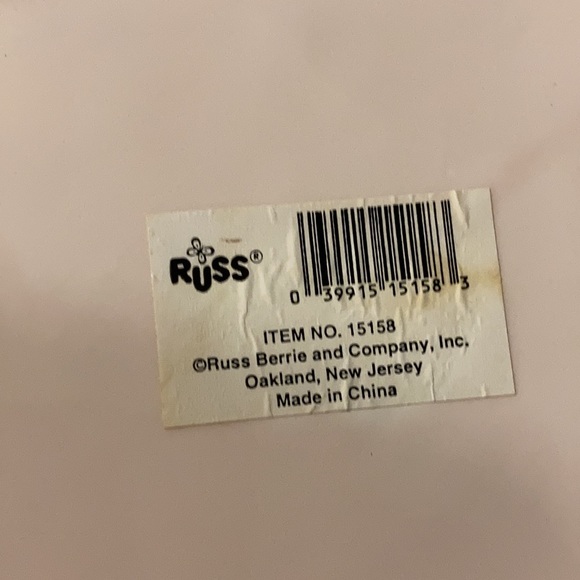 RUSS®
0 39915 15158 3
ITEM NO. 15158
©Russ Berrie and Company, Inc.
Oakland, New Jersey
Made in China